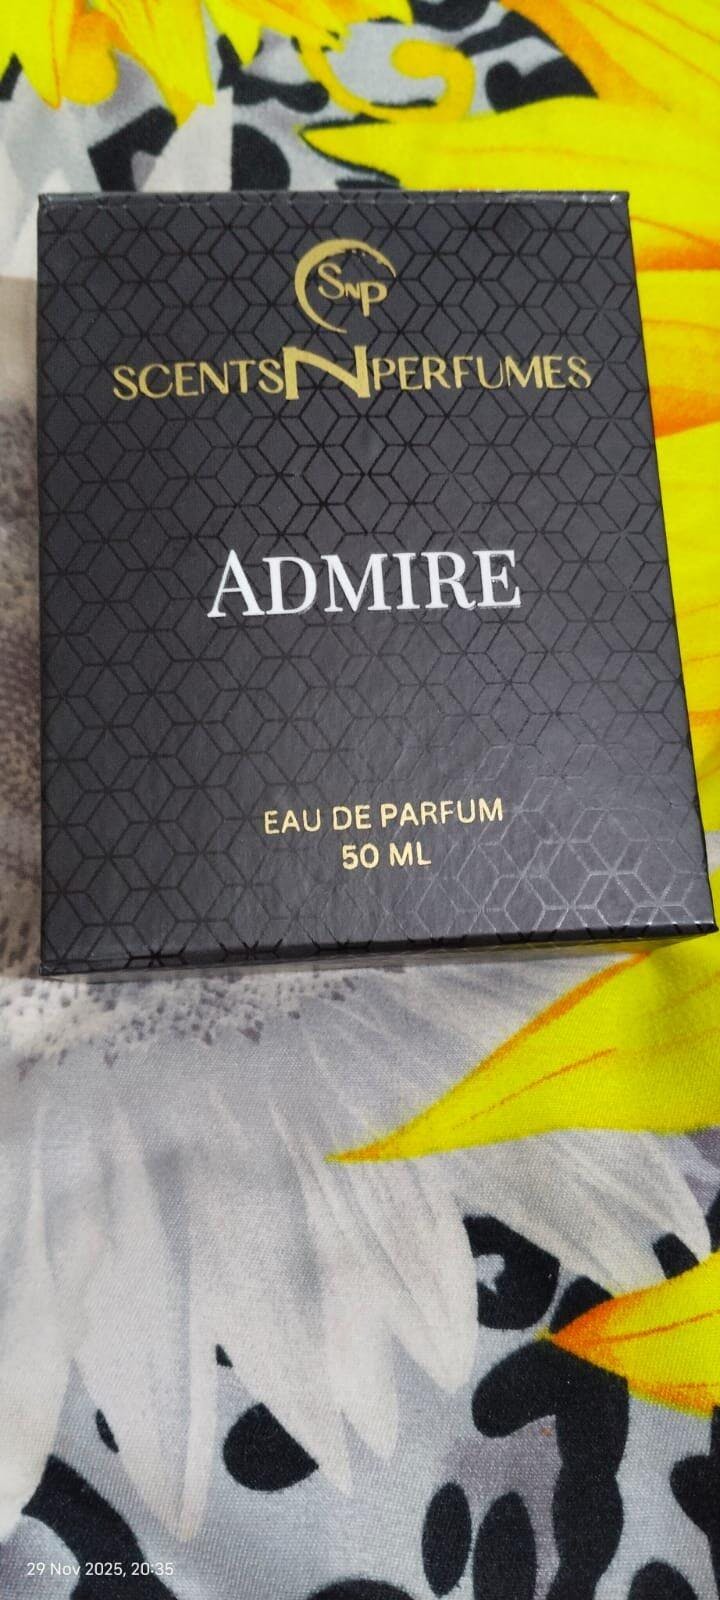 SNP
SCENTSNPERFUMES
ADMIRE
EAU DE PARFUM
50 ML
29 Nov 2025, 20:35